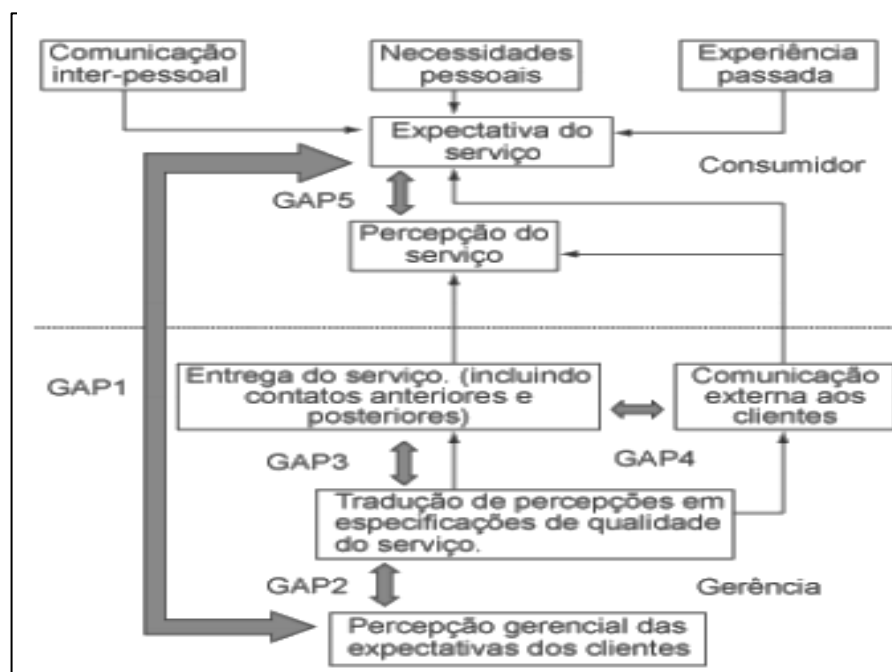 Comunicação
inter-pessoal
Necessidades
pessoais
Experiência
passada
Expectativa do
serviço
Consumidor
GAP5
Percepção do
serviço
GAP1
Entrega do serviço. (incluindo
contatos anteriores e
posteriores)
Comunicação
externa aos
clientes
GAP3
GAP4
Tradução de percepções em
especificações de qualidade
do serviço.
GAP2
Gerência
Percepção gerencial das
expectativas dos clientes